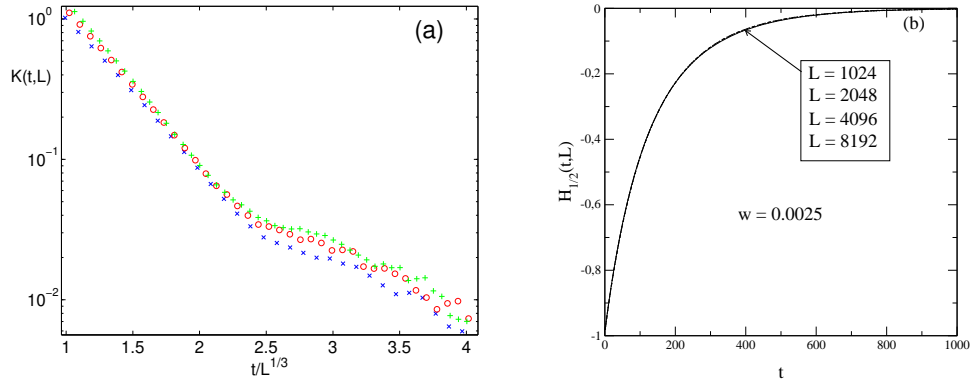 (a)
10^0
K(t,L)
10^-1
10^-2
1
1.5
2
2.5
3
3.5
4
t/L^1/3
(b)
0
-0,2
-0,4
-0,6
-0,8
-1
H_1/2(t,L)
L = 1024
L = 2048
L = 4096
L = 8192
w = 0.0025
0
200
400
600
800
1000
t